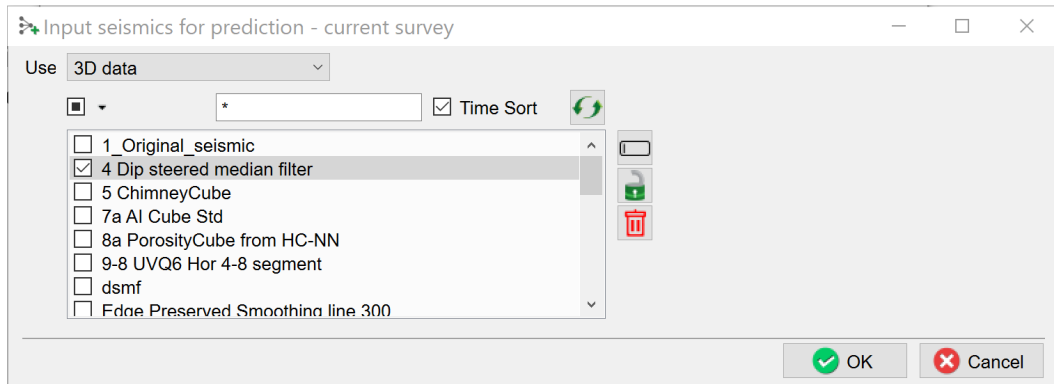 Input seismics for prediction - current survey
Use 3D data
* Time Sort
1_Original_seismic
4 Dip steered median filter
5 ChimneyCube
7a AI Cube Std
8a PorosityCube from HC-NN
9-8 UVQ6 Hor 4-8 segment
dsmf
Edge Preserved Smoothing line 300
OK Cancel